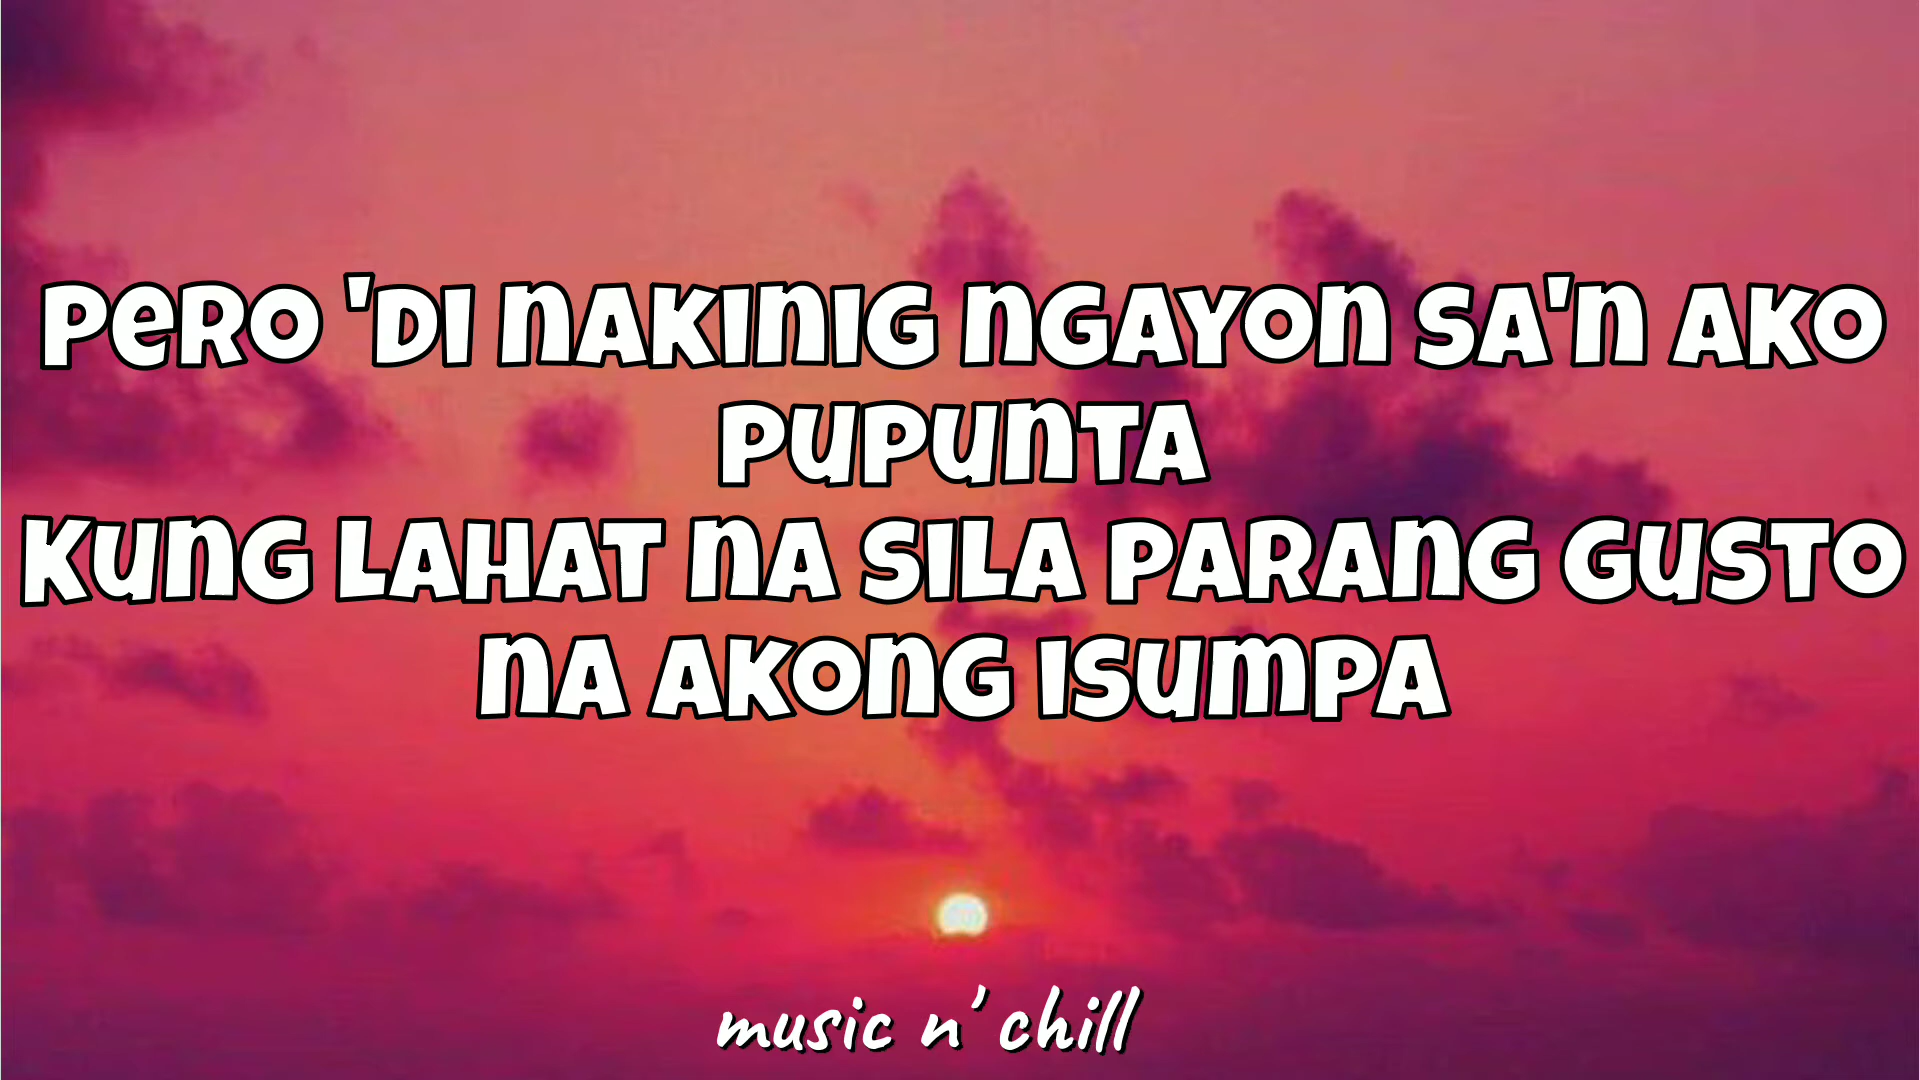 Pero 'di nakinig ngayon sa'n ako
pupunta
Kung lahat na sila parang gusto
na akong isumpa
music n' chill